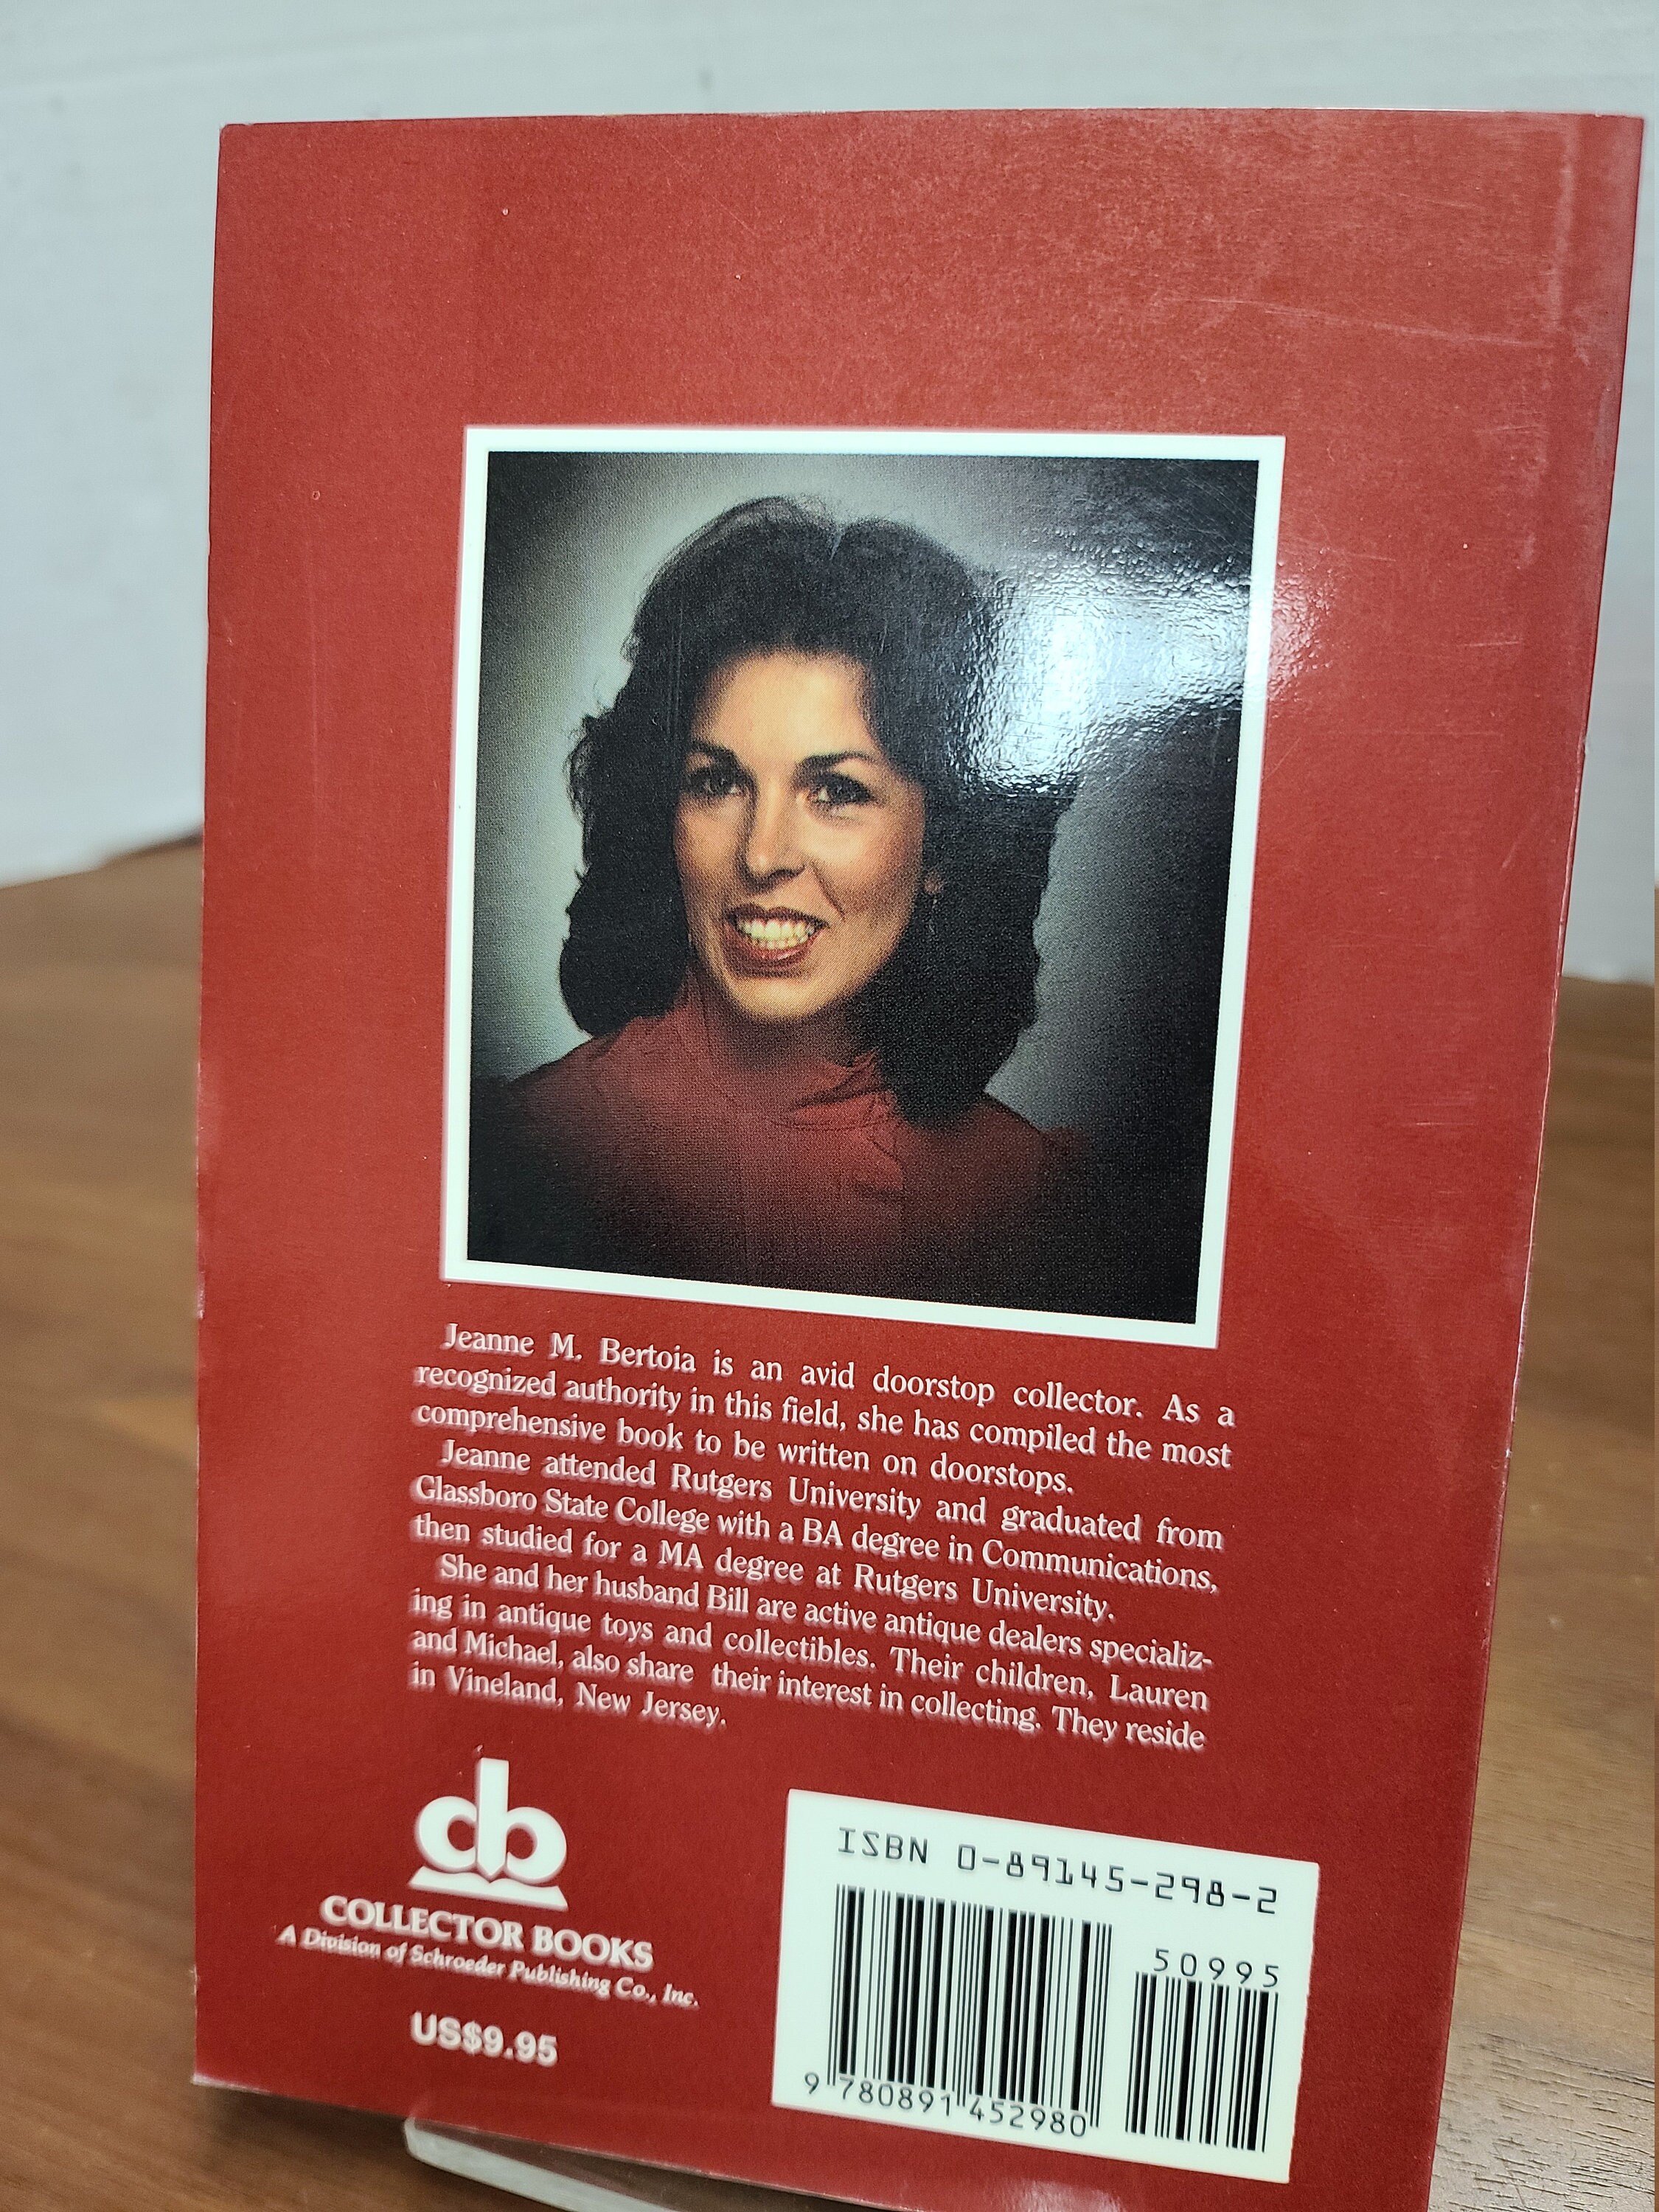 Jeanne M. Bertoia is an avid doorstop collector. As a
recognized authority in this field, she has compiled the most
comprehensive book to be written on doorstops.
Jeanne attended Rutgers University and graduated from
Glassboro State College with a BA degree in Communications,
then studied for a MA degree at Rutgers University.
She and her husband Bill are active antique dealers specializ-
ing in antique toys and collectibles. Their children, Lauren
and Michael, also share their interest in collecting. They reside
in Vineland, New Jersey.
cb
COLLECTOR BOOKS
A Division of Schroeder Publishing Co., Inc.
US$9.95
ISBN 0-89145-298-2
50995
9 780891 452980